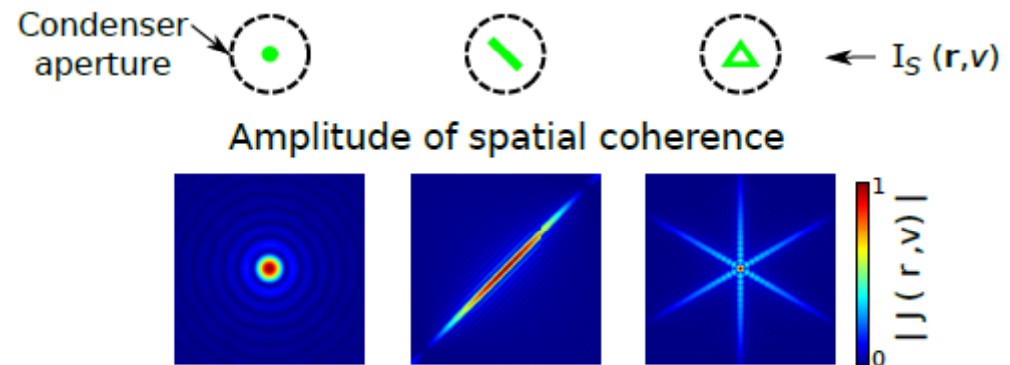 Condenser
aperture
I_S (r,v)
Amplitude of spatial coherence
1
| J ( r ,v) |
0